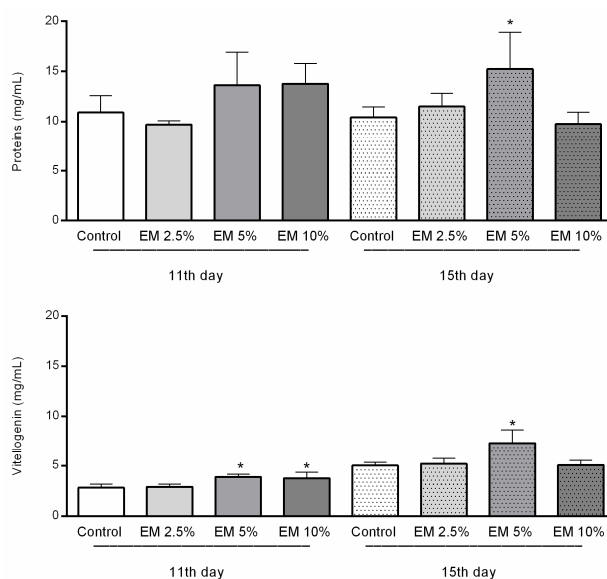 20
*
15
10
5
0
Proteins (mg/mL)
Control EM 2.5% EM 5% EM 10% Control EM 2.5% EM 5% EM 10%
11th day 15th day
20
15
10
*
5
* *
0
Vitellogenin (mg/mL)
Control EM 2.5% EM 5% EM 10% Control EM 2.5% EM 5% EM 10%
11th day 15th day